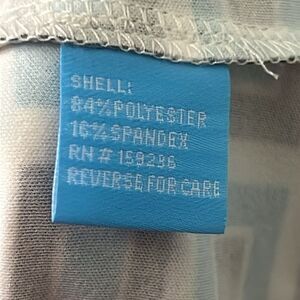 SHELL:
84% POLYESTER
16% SPANDEX
RN # 159236
REVERSE FOR CARE